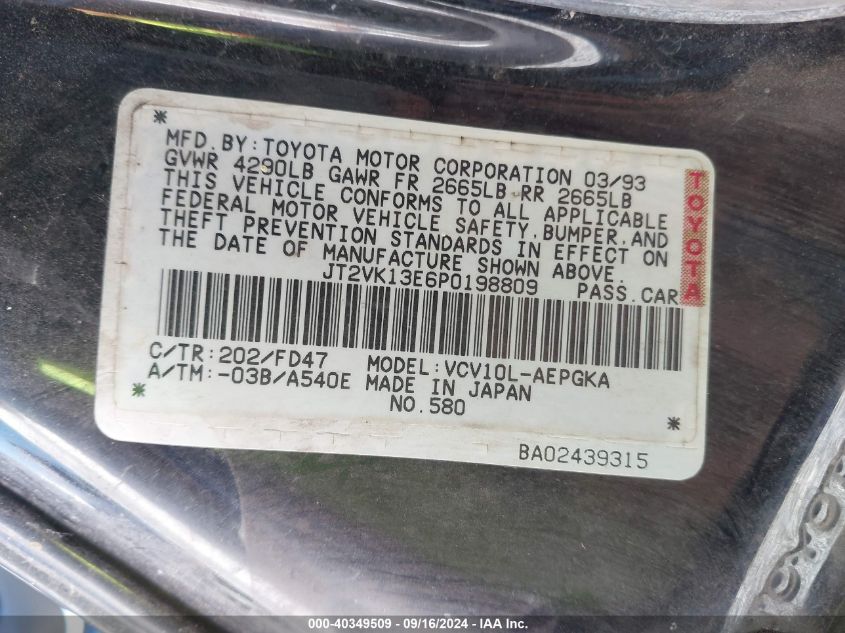 *
MFD. BY: TOYOTA MOTOR CORPORATION 03/93
GVWR 4290LB GAWR FR 2665LB RR 2665LB
THIS VEHICLE CONFORMS TO ALL APPLICABLE
FEDERAL MOTOR VEHICLE SAFETY, BUMPER, AND
THEFT PREVENTION STANDARDS IN EFFECT ON
THE DATE OF MANUFACTURE SHOWN ABOVE.
JT2VK13E6P0198809 PASS. CAR
TOYOTA
C/TR: 202/FD47 MODEL: VCV10L-AEPGKA
A/TM: -03B/A540E MADE IN JAPAN
* NO. 580 *
BA02439315
000-40349509 - 09/16/2024 - IAA Inc.